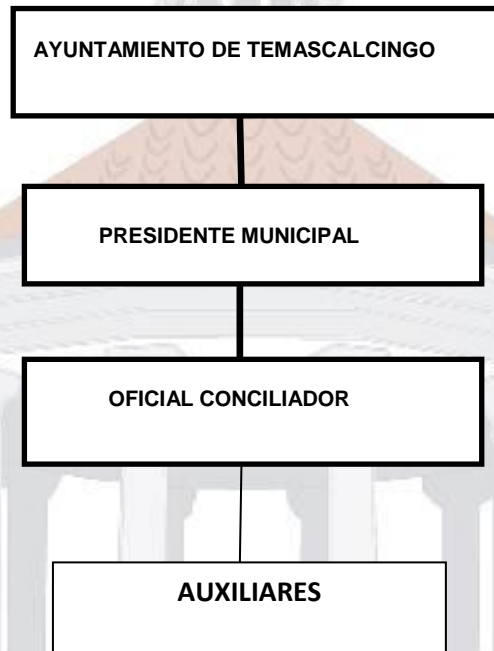 AYUNTAMIENTO DE TEMASCALCINGO
PRESIDENTE MUNICIPAL
OFICIAL CONCILIADOR
AUXILIARES